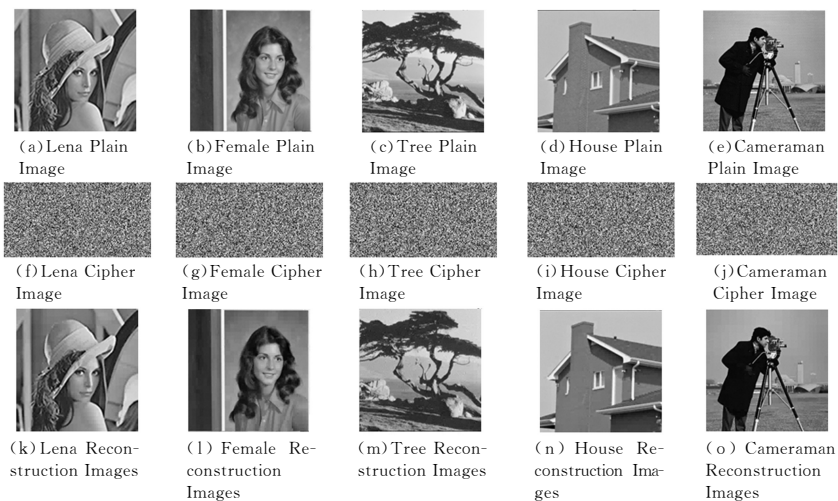 (a)Lena Plain
Image
(b)Female Plain
Image
(c)Tree Plain
Image
(d)House Plain
Image
(e)Cameraman
Plain Image
(f)Lena Cipher
Image
(g)Female Cipher
Image
(h)Tree Cipher
Image
(i)House Cipher
Image
(j)Cameraman
Cipher Image
(k)Lena Recon-
struction Images
(l) Female Re-
construction
Images
(m)Tree Recon-
struction Images
(n) House Re-
construction Ima-
ges
(o) Cameraman
Reconstruction
Images